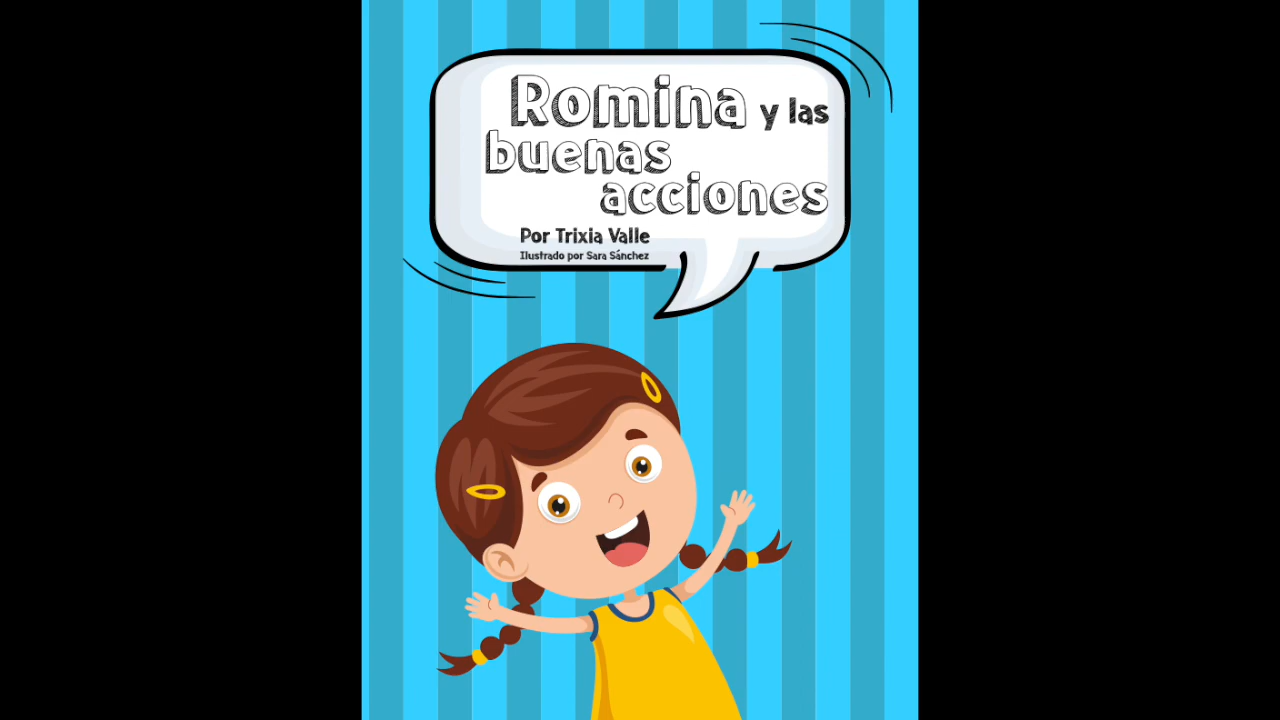 Romina y las
buenas
acciones
Por Trixia Valle
Ilustrado por Sara Sánchez